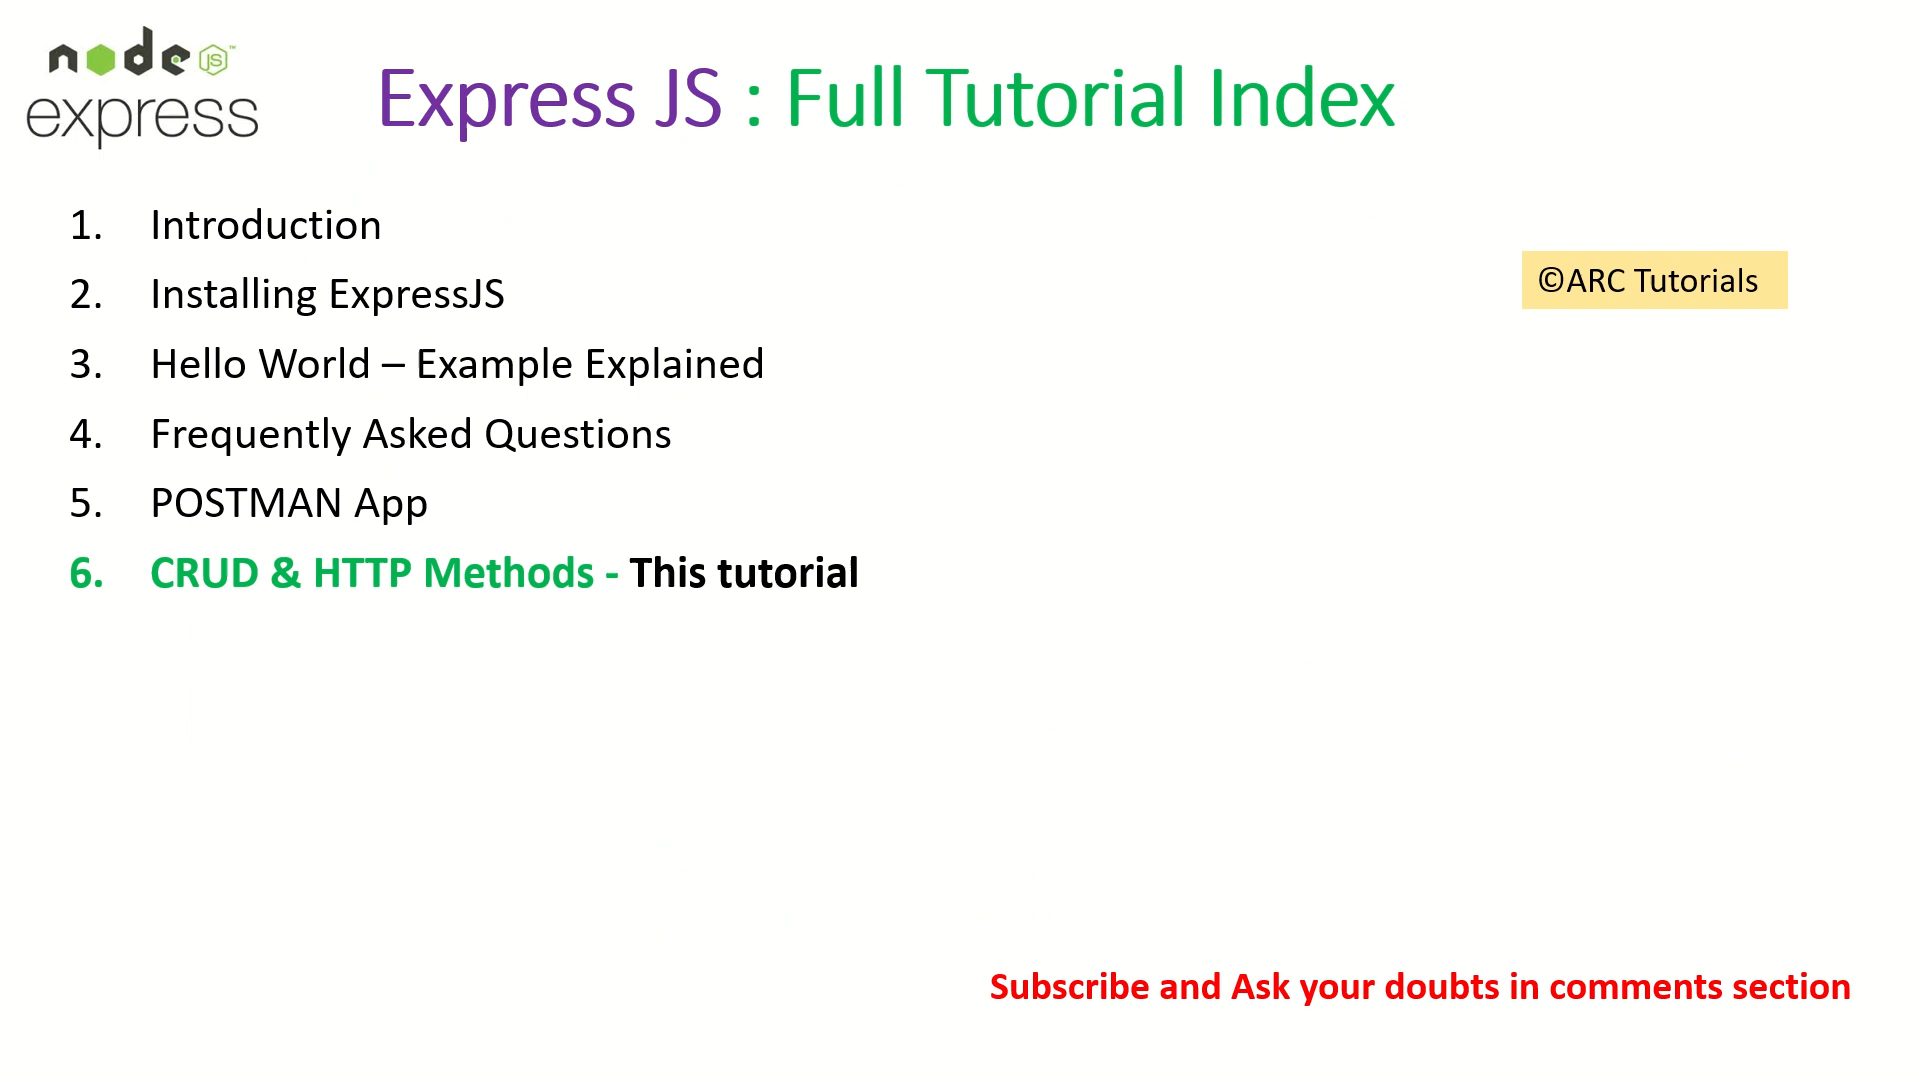 node JS™
express
Express JS : Full Tutorial Index
1. Introduction
2. Installing ExpressJS
©ARC Tutorials
3. Hello World – Example Explained
4. Frequently Asked Questions
5. POSTMAN App
6. CRUD & HTTP Methods - This tutorial
Subscribe and Ask your doubts in comments section